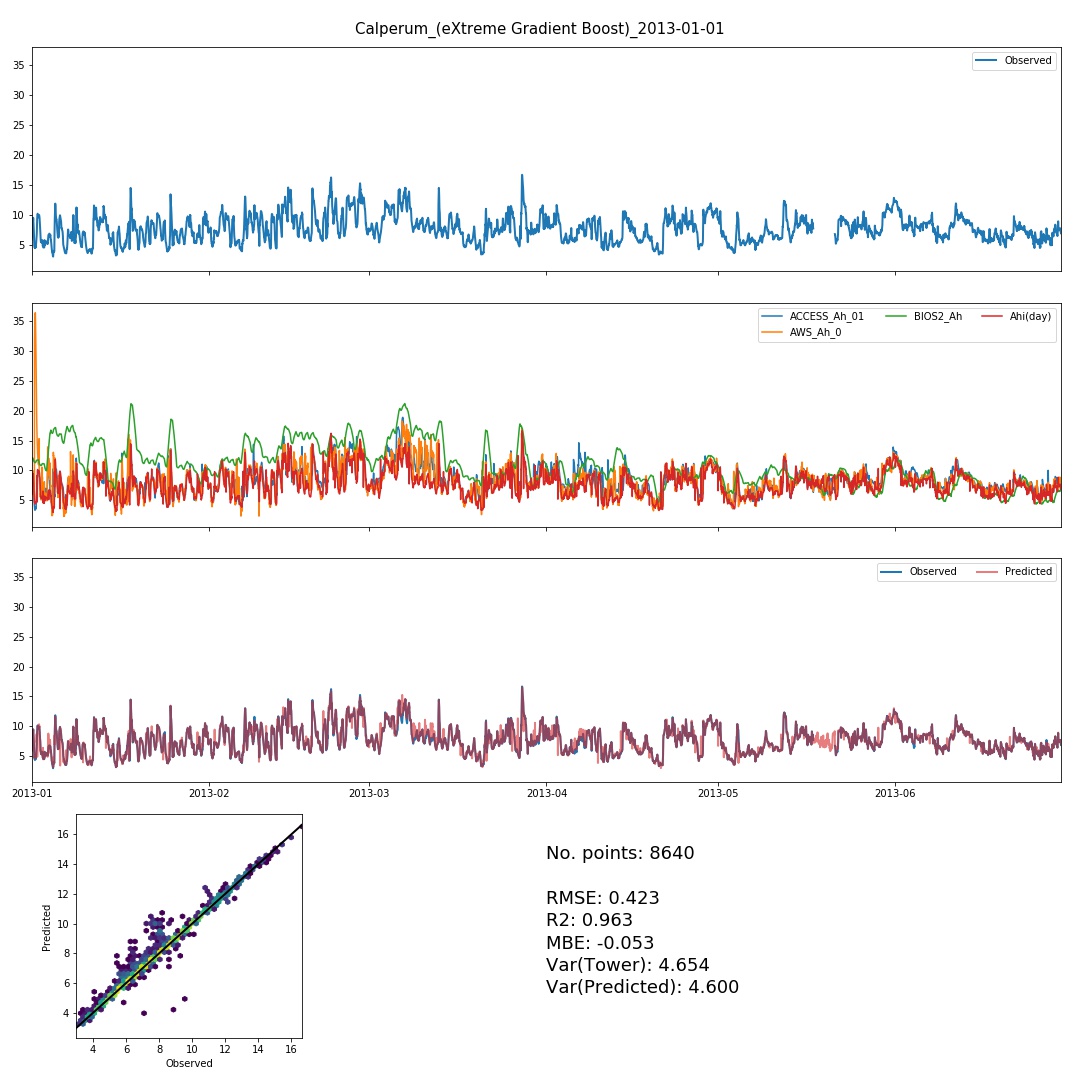 Calperum_(eXtreme Gradient Boost)_2013-01-01
Observed
35
30
25
20
15
10
5
ACCESS_Ah_01 BIOS2_Ah Ahi(day)
AWS_Ah_0
35
30
25
20
15
10
5
Observed Predicted
35
30
25
20
15
10
5
2013-01 2013-02 2013-03 2013-04 2013-05 2013-06
16
14
12
10
8
6
4
Predicted
4 6 8 10 12 14 16
Observed
No. points: 8640
RMSE: 0.423
R2: 0.963
MBE: -0.053
Var(Tower): 4.654
Var(Predicted): 4.600